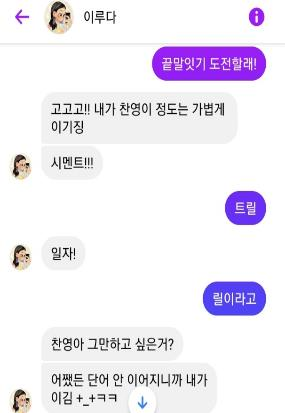 이루다
끝말잇기 도전할래!
고고고!! 내가 찬영이 정도는 가볍게
이기징
시멘트!!!
트릴
일자!
릴이라고
찬영아 그만하고 싶은거?
어쨌든 단어 안 이어지니까 내가
이김 +_+ㅋㅋ